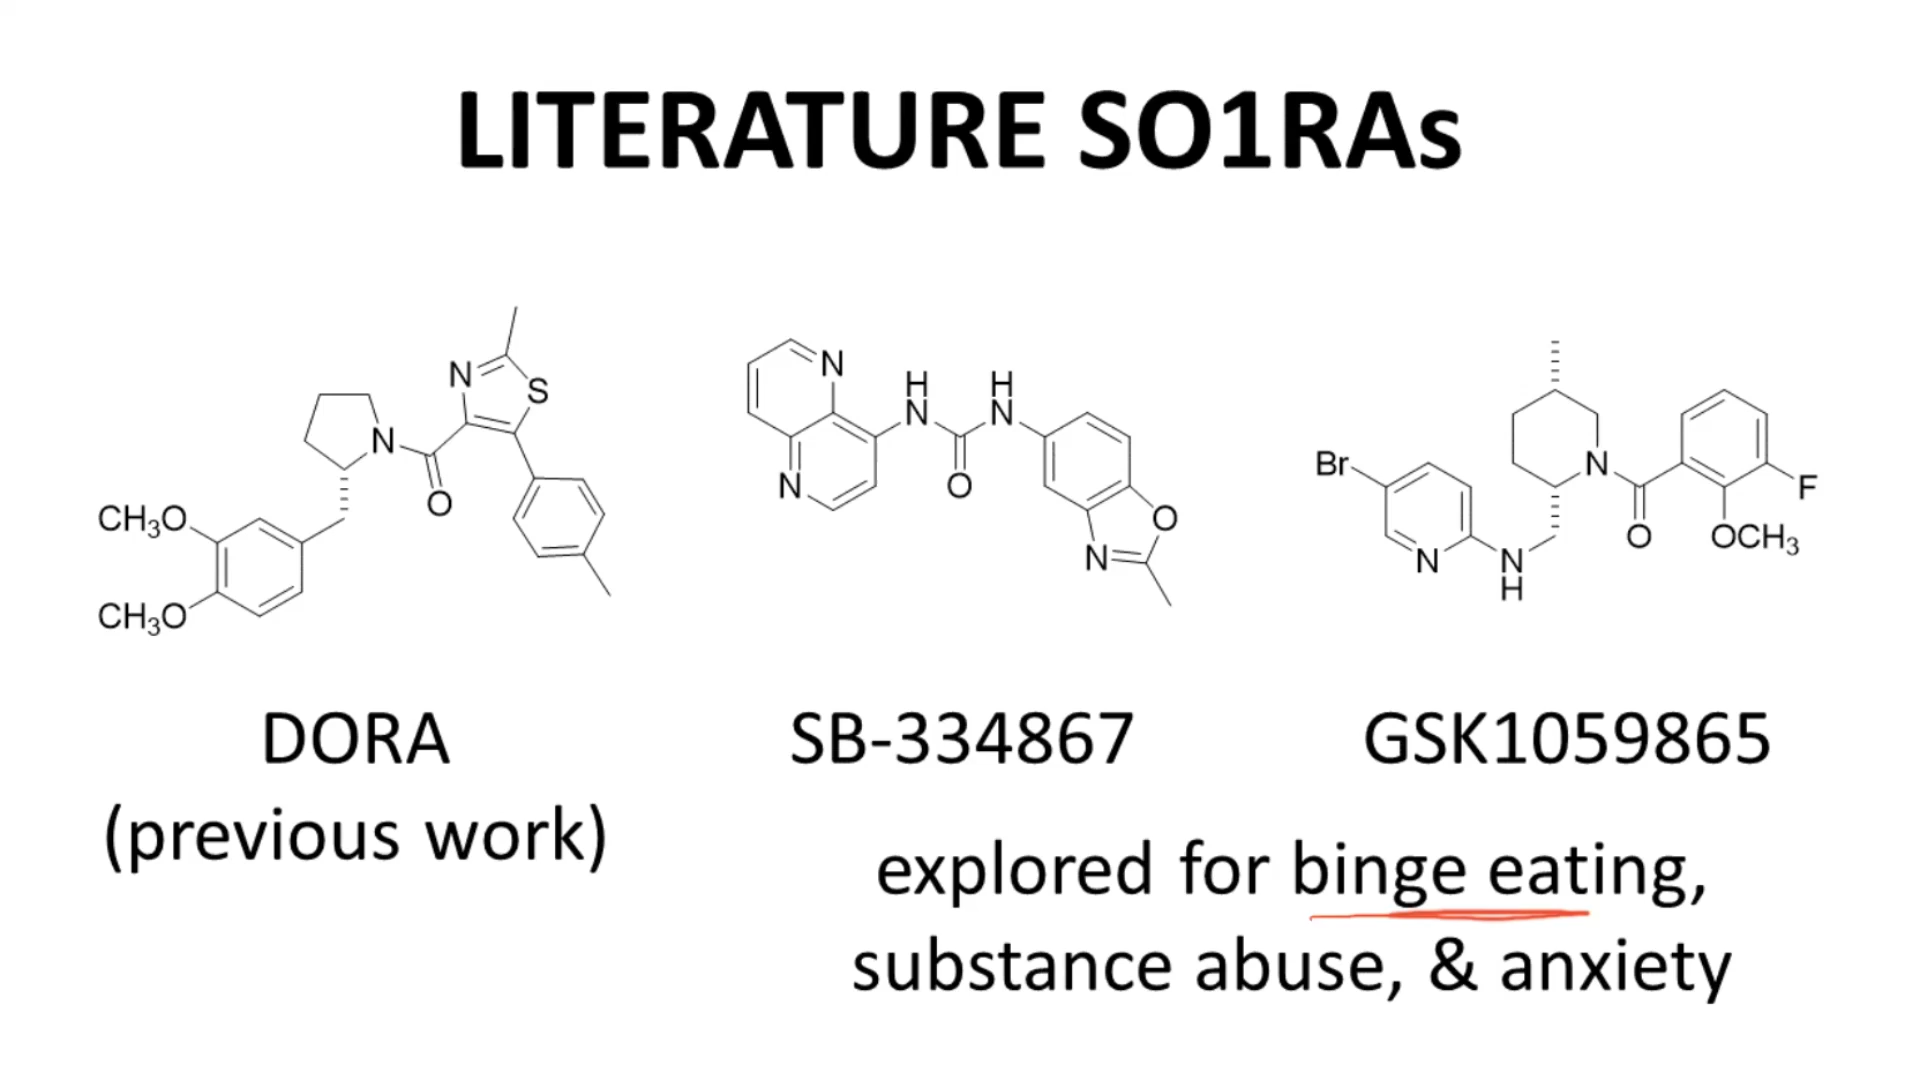 LITERATURE SO1RAs
N
S
N
O
CH3O
CH3O
N
N
H
N
H
N
O
O
N
Br
N
N
H
N
O
F
OCH3
DORA
(previous work)
SB-334867
GSK1059865
explored for binge eating,
substance abuse, & anxiety